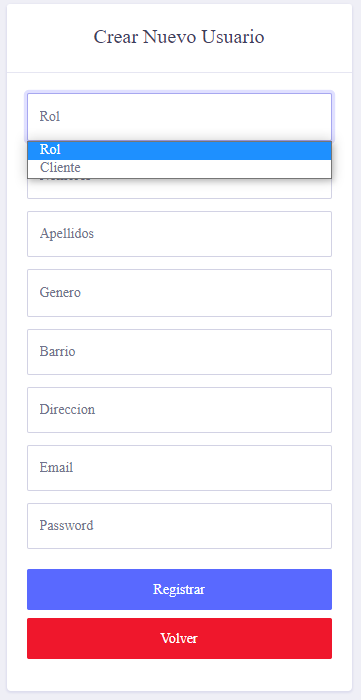 Crear Nuevo Usuario
Rol
Rol
Cliente
Apellidos
Genero
Barrio
Direccion
Email
Password
Registrar
Volver